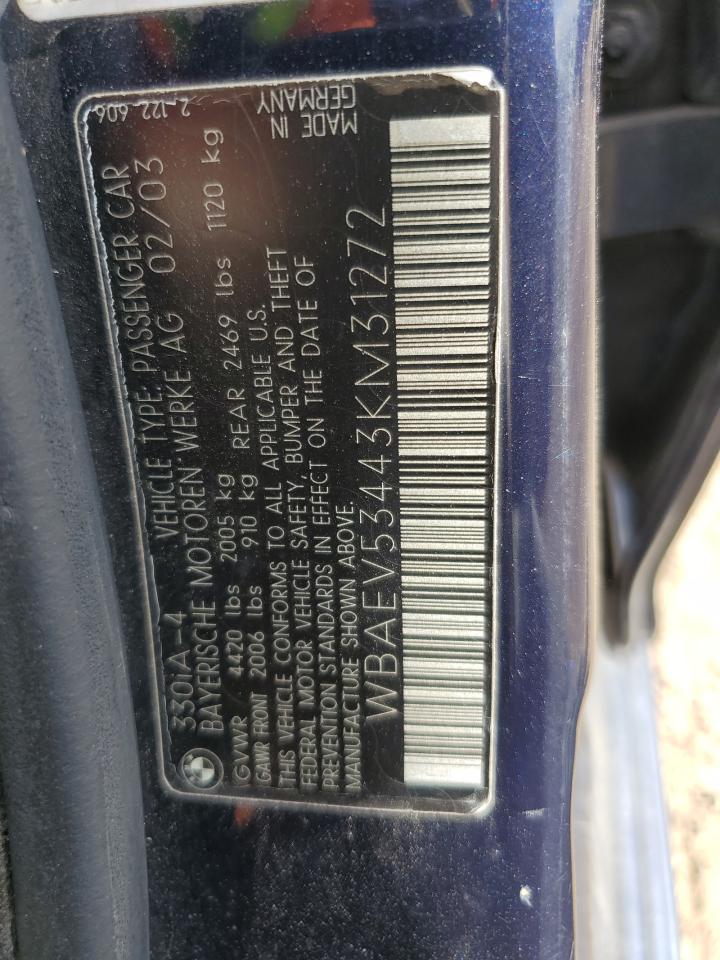 2 122 606
330iA-4 VEHICLE TYPE, PASSENGER CAR
BAYERISCHE MOTOREN WERKE AG 02/03
GVWR 4420 lbs 2005 kg
GAWR FRONT 2006 lbs 910 kg REAR 2469 lbs 1120 kg
THIS VEHICLE CONFORMS TO ALL APPLICABLE U.S.
FEDERAL MOTOR VEHICLE SAFETY, BUMPER AND THEFT
PREVENTION STANDARDS IN EFFECT ON THE DATE OF
MANUFACTURE SHOWN ABOVE.
MADE IN
GERMANY
WBAEV53443KM31272